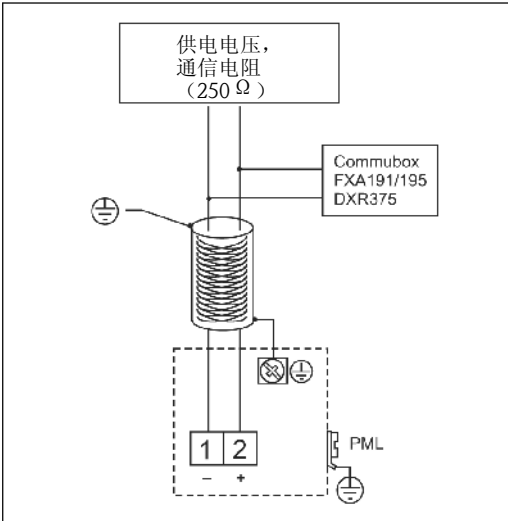 供电电压，
通信电阻
（250 Ω）
Commubox
FXA191/195
DXR375
1 2
– +
PML